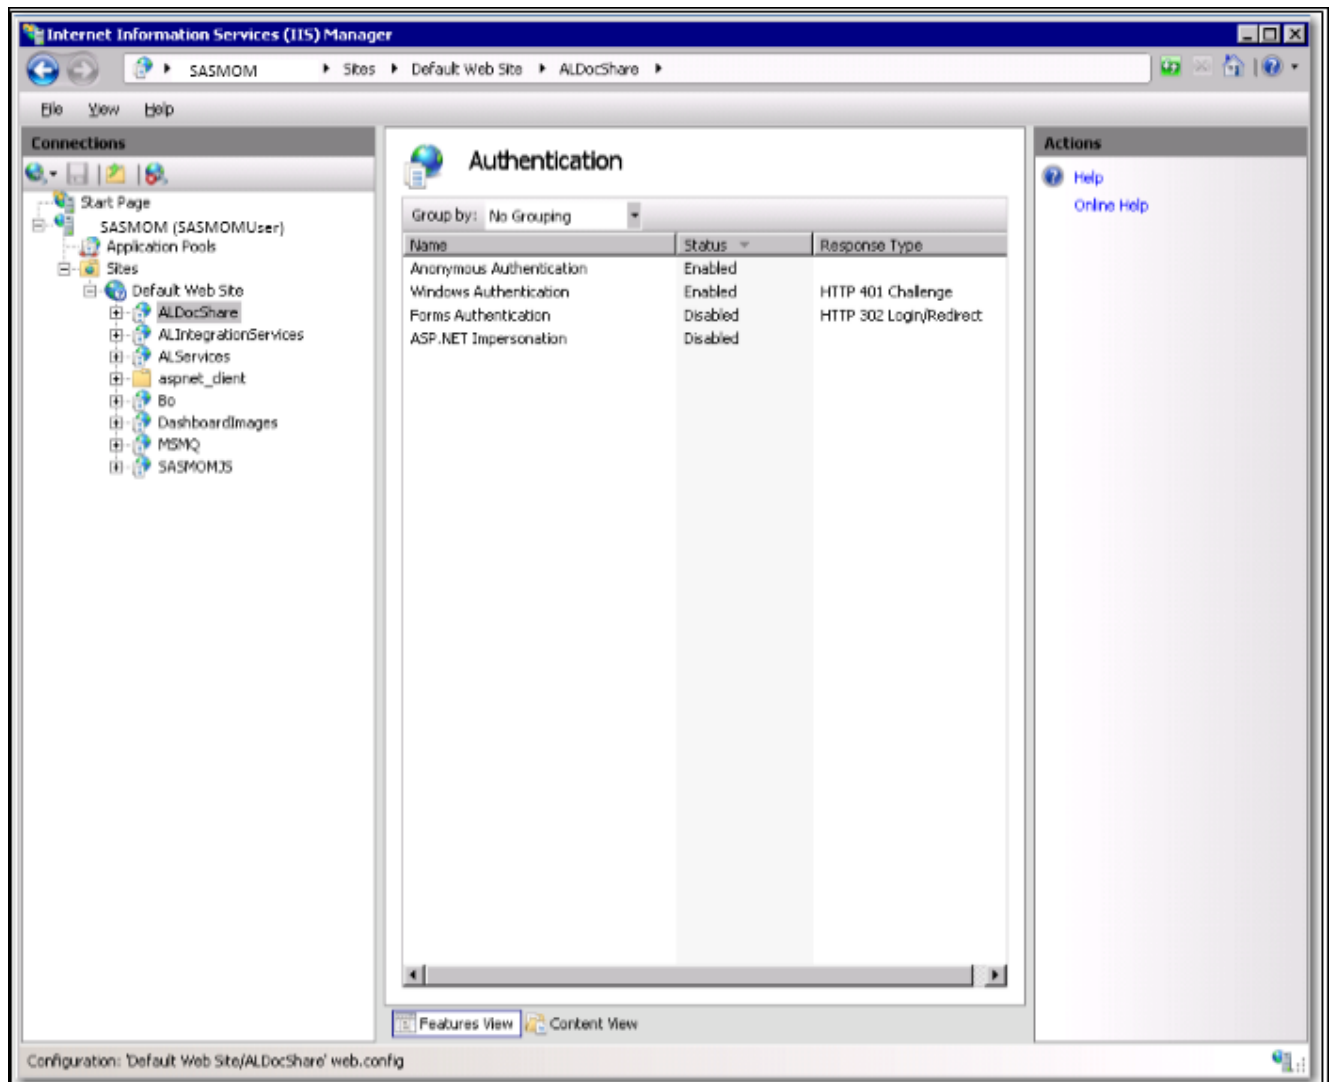 Internet Information Services (IIS) Manager
SASMOM Sites Default Web Site ALDocShare
File View Help
Connections
Start Page
SASMOM (SASMOMUser)
Application Pools
Sites
Default Web Site
ALDocShare
ALIntegrationServices
ALServices
aspnet_client
Bo
DashboardImages
MSMQ
SASMOMJS
Authentication
Group by: No Grouping
Name Status Response Type
Anonymous Authentication Enabled
Windows Authentication Enabled HTTP 401 Challenge
Forms Authentication Disabled HTTP 302 Login/Redirect
ASP.NET Impersonation Disabled
Features View Content View
Actions
Help
Online Help
Configuration: 'Default Web Site/ALDocShare' web.config